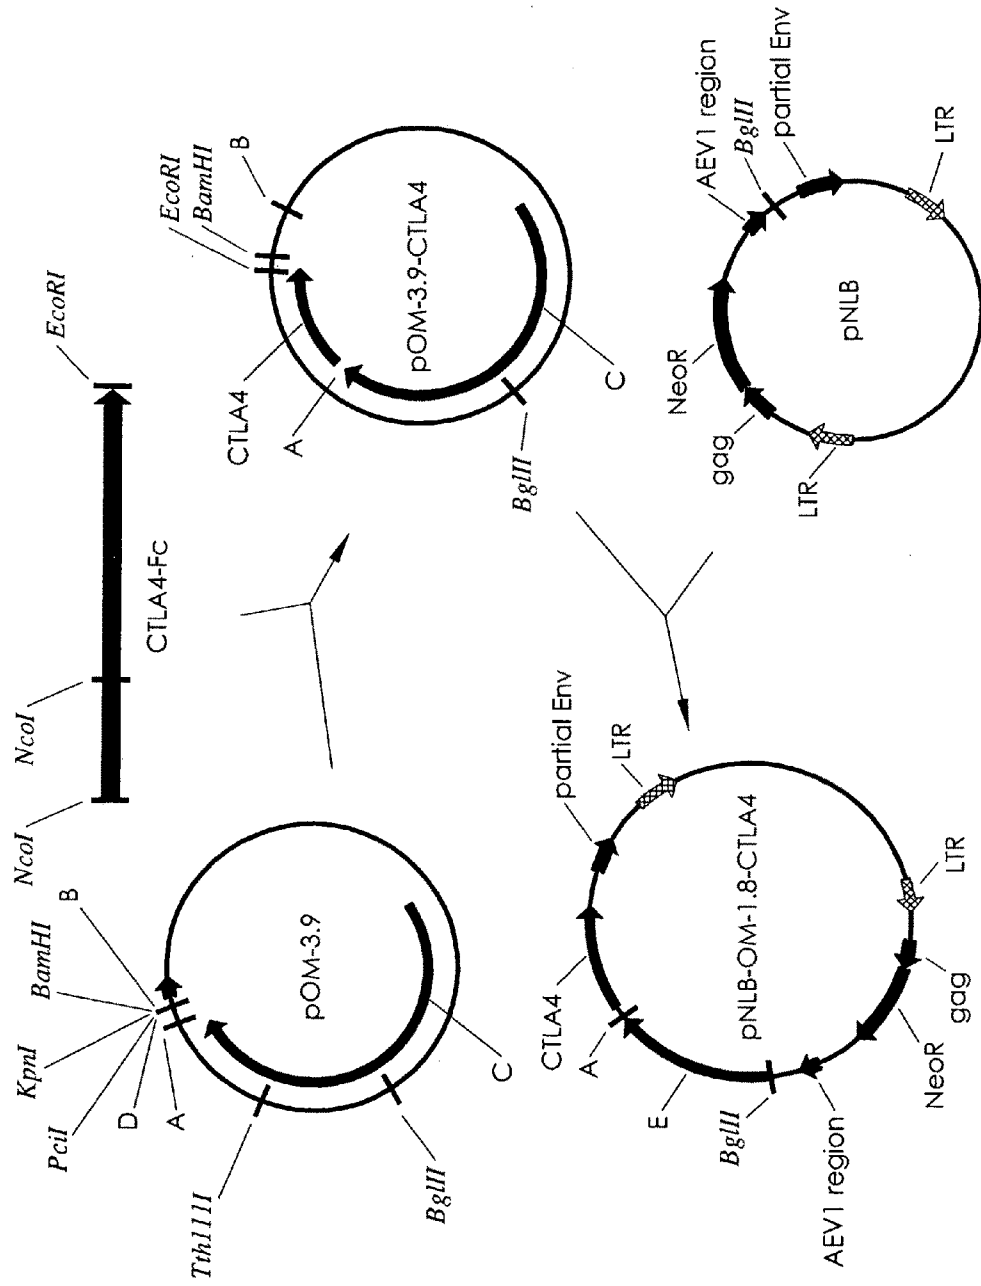 NcoI
NcoI
EcoRI
CTLA4-Fc
PciI
KpnI
BamHI
B
D
A
Tth111I
BglII
C
pOM-3.9
EcoRI
BamHI
B
CTLA4
A
BglII
C
pOM-3.9-CTLA4
CTLA4
A
E
BglII
AEV1 region
NeoR
gag
LTR
partial Env
LTR
pNLB-OM-1.8-CTLA4
AEV1 region
BglII
partial Env
LTR
NeoR
gag
LTR
pNLB